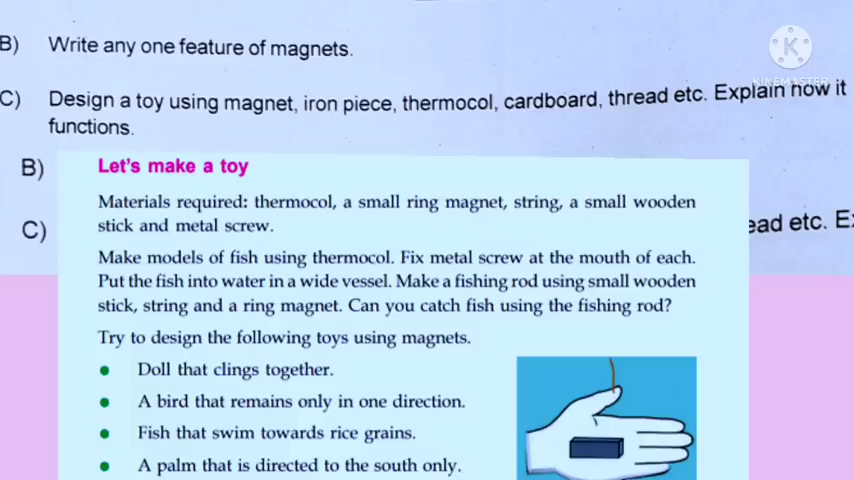 B) Write any one feature of magnets.
KINEMASTER
C) Design a toy using magnet, iron piece, thermocol, cardboard, thread etc. Explain how it
functions.
B) Let's make a toy
Materials required: thermocol, a small ring magnet, string, a small wooden
stick and metal screw.
C) ead etc. Ex
Make models of fish using thermocol. Fix metal screw at the mouth of each.
Put the fish into water in a wide vessel. Make a fishing rod using small wooden
stick, string and a ring magnet. Can you catch fish using the fishing rod?
Try to design the following toys using magnets.
• Doll that clings together.
• A bird that remains only in one direction.
• Fish that swim towards rice grains.
• A palm that is directed to the south only.